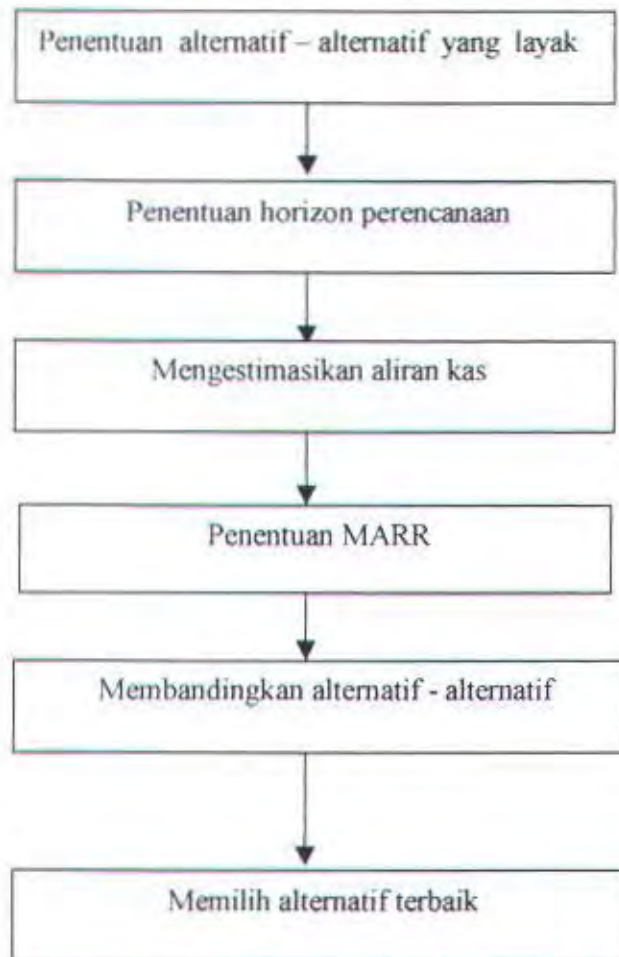 Penentuan alternatif – alternatif yang layak
Penentuan horizon perencanaan
Mengestimasikan aliran kas
Penentuan MARR
Membandingkan alternatif - alternatif
Memilih alternatif terbaik